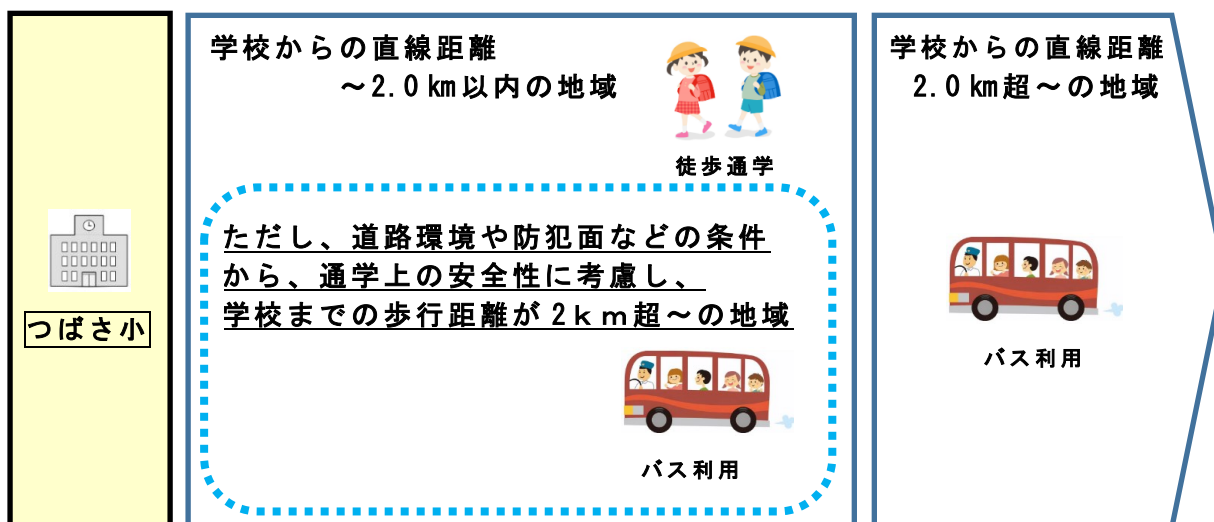 つばさ小
学校からの直線距離
～2.0㎞以内の地域
徒歩通学
ただし、道路環境や防犯面などの条件
から、通学上の安全性に考慮し、
学校までの歩行距離が2ｋｍ超～の地域
バス利用
学校からの直線距離
2.0㎞超～の地域
バス利用